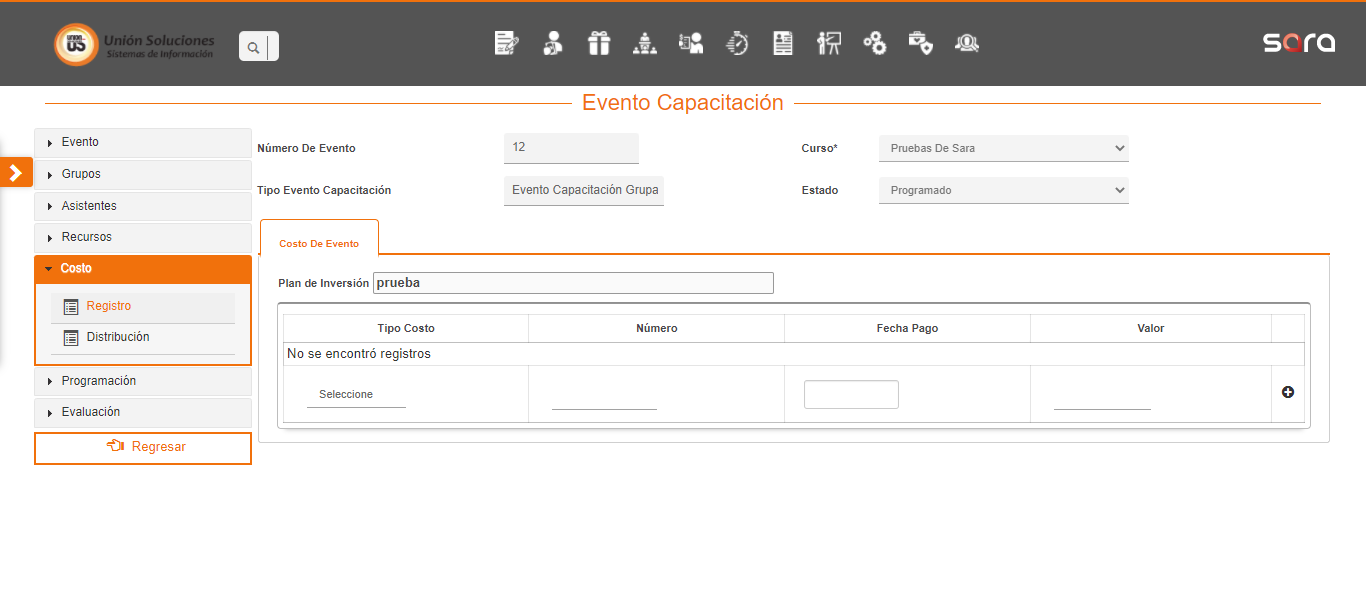 Unión Soluciones
Sistemas de Información
sara
Evento Capacitación
Evento
Grupos
Asistentes
Recursos
Costo
Registro
Distribución
Programación
Evaluación
Regresar
Número De Evento 12 Curso* Pruebas De Sara
Tipo Evento Capacitación Evento Capacitación Grupa Estado Programado
Costo De Evento
Plan de Inversión prueba
Tipo Costo Número Fecha Pago Valor
No se encontró registros
Seleccione